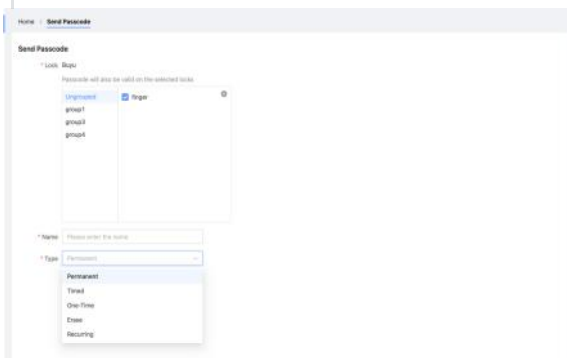 Home / Send Passcode
Send Passcode
* Lock Buyu
Passcode will also be valid on the selected locks
Ungrouped
finger
group1
group3
group4
* Name Please enter the name
* Type Permanent
Permanent
Timed
One-Time
Erase
Recurring